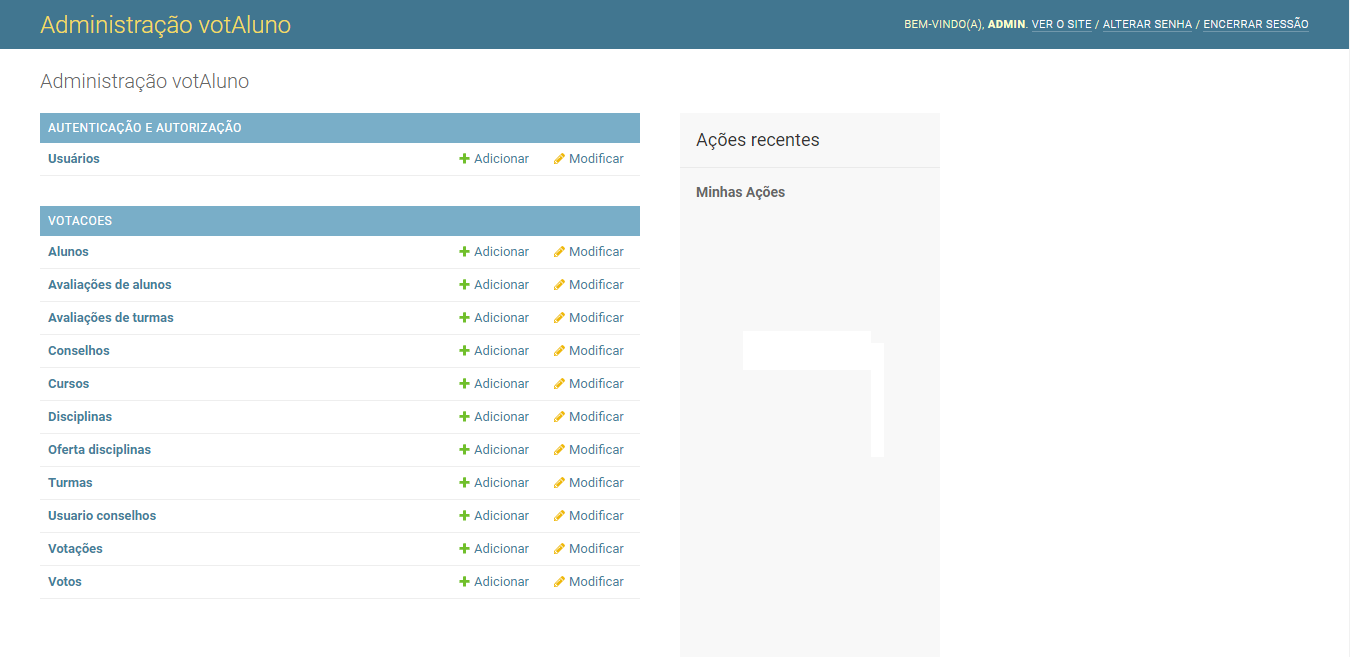 Administração votAluno
BEM-VINDO(A), ADMIN. VER O SITE / ALTERAR SENHA / ENCERRAR SESSÃO
Administração votAluno
AUTENTICAÇÃO E AUTORIZAÇÃO
Usuários Adicionar Modificar
VOTACOES
Alunos Adicionar Modificar
Avaliações de alunos Adicionar Modificar
Avaliações de turmas Adicionar Modificar
Conselhos Adicionar Modificar
Cursos Adicionar Modificar
Disciplinas Adicionar Modificar
Oferta disciplinas Adicionar Modificar
Turmas Adicionar Modificar
Usuario conselhos Adicionar Modificar
Votações Adicionar Modificar
Votos Adicionar Modificar
Ações recentes
Minhas Ações